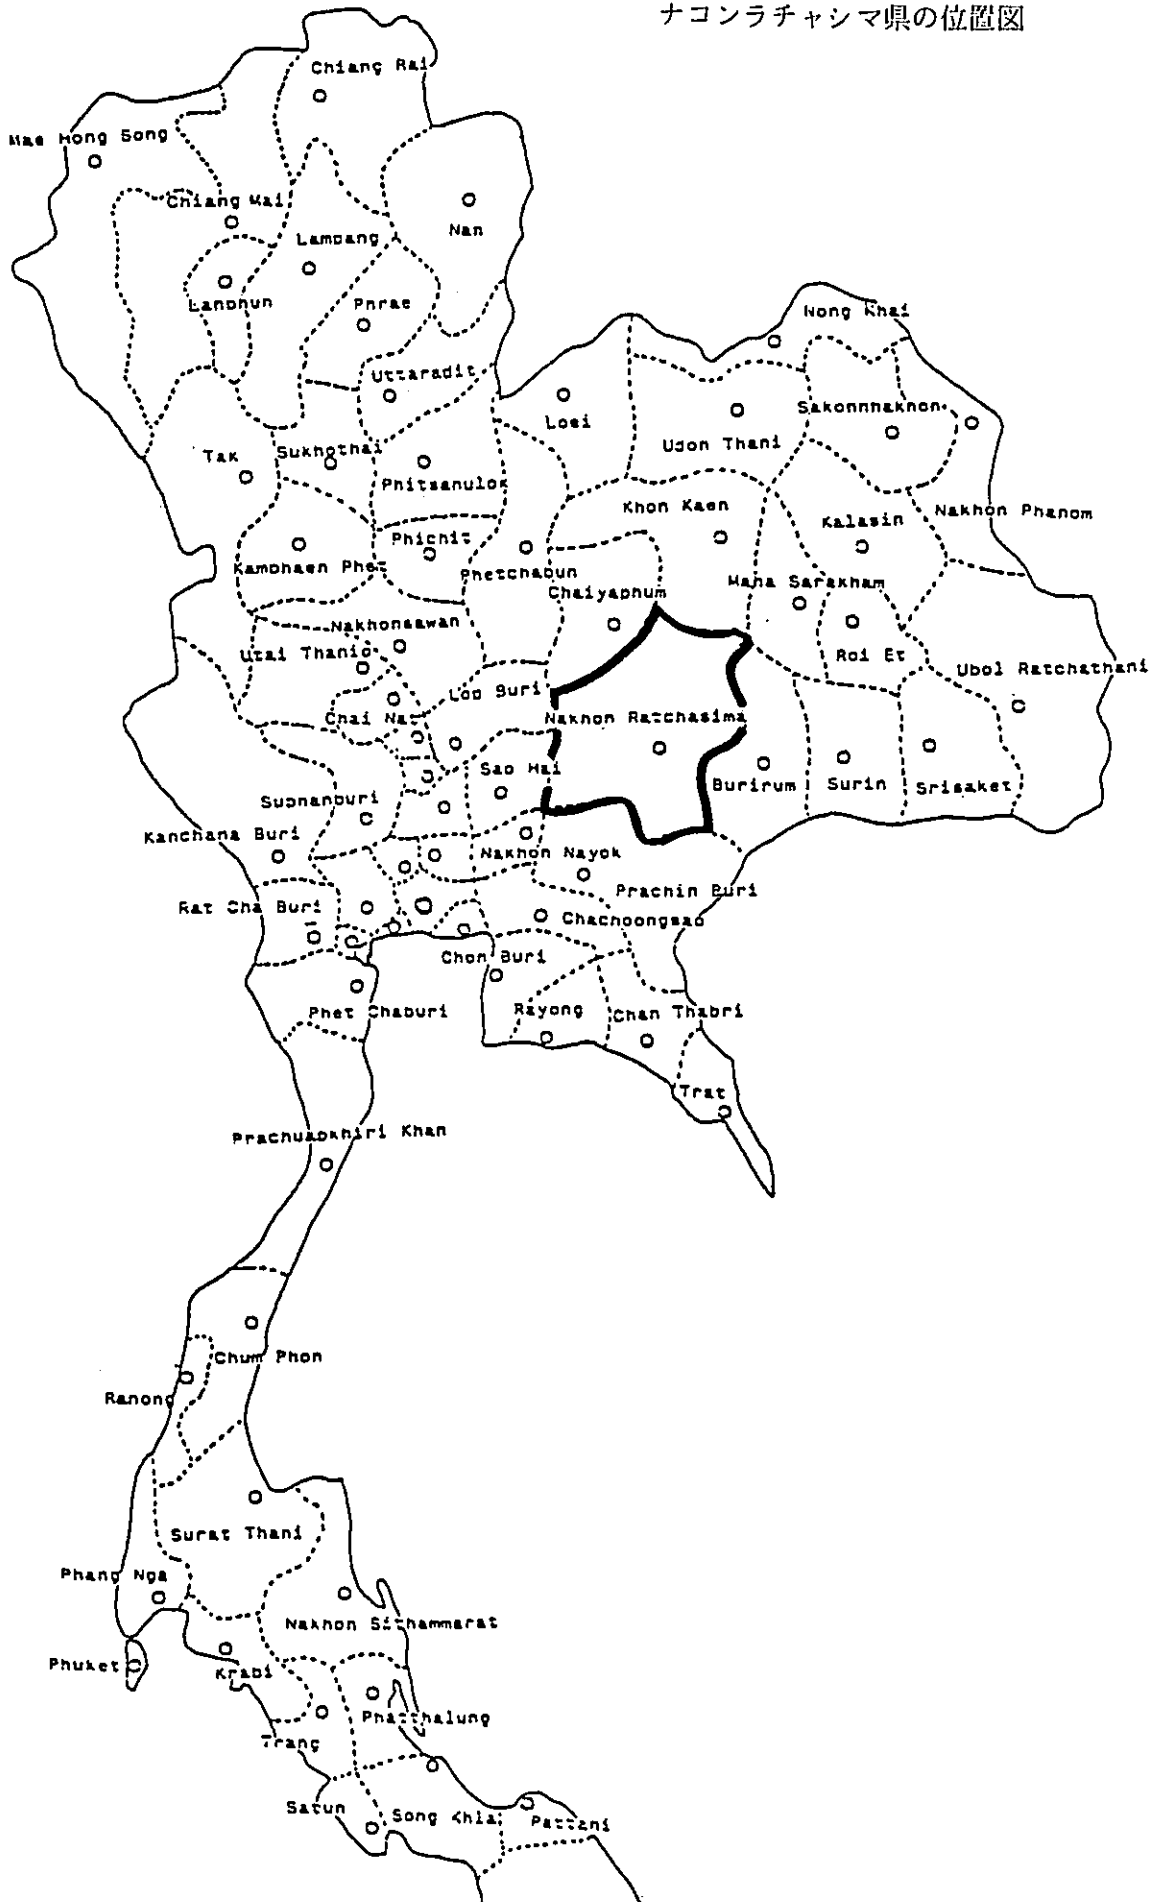 ナコンラチャシマ県の位置図
Chiang Rai
Mae Hong Song
Chiang Mai
Nan
Lampang
Lanphun
Phrae
Nong Khai
Uttaradit
Loei
Sakonnhaknon
Udon Thani
Tak
Sukhothai
Phitsanulok
Khon Kaen
Nakhon Phanom
Kalasin
Phichit
Kamphaen Phet
Phetchabun
Maha Sarakham
Chaiyaphum
Nakhonsawan
Utai Thani
Roi Et
Ubol Ratchathani
Lop Buri
Chai Nat
Nakhon Ratchasima
Sao Hai
Burirum
Surin
Srisaket
Supnanburi
Kanchana Buri
Nakhon Nayok
Prachin Buri
Rat Cha Buri
Chachoongsao
Chon Buri
Phet Chaburi
Rayong
Chan Thabri
Trat
Prachuapkhiri Khan
Chum Phon
Ranong
Surat Thani
Phang Nga
Nakhon Sithammarat
Phuket
Krabi
Phatthalung
Trang
Satun
Song Khla
Pattani